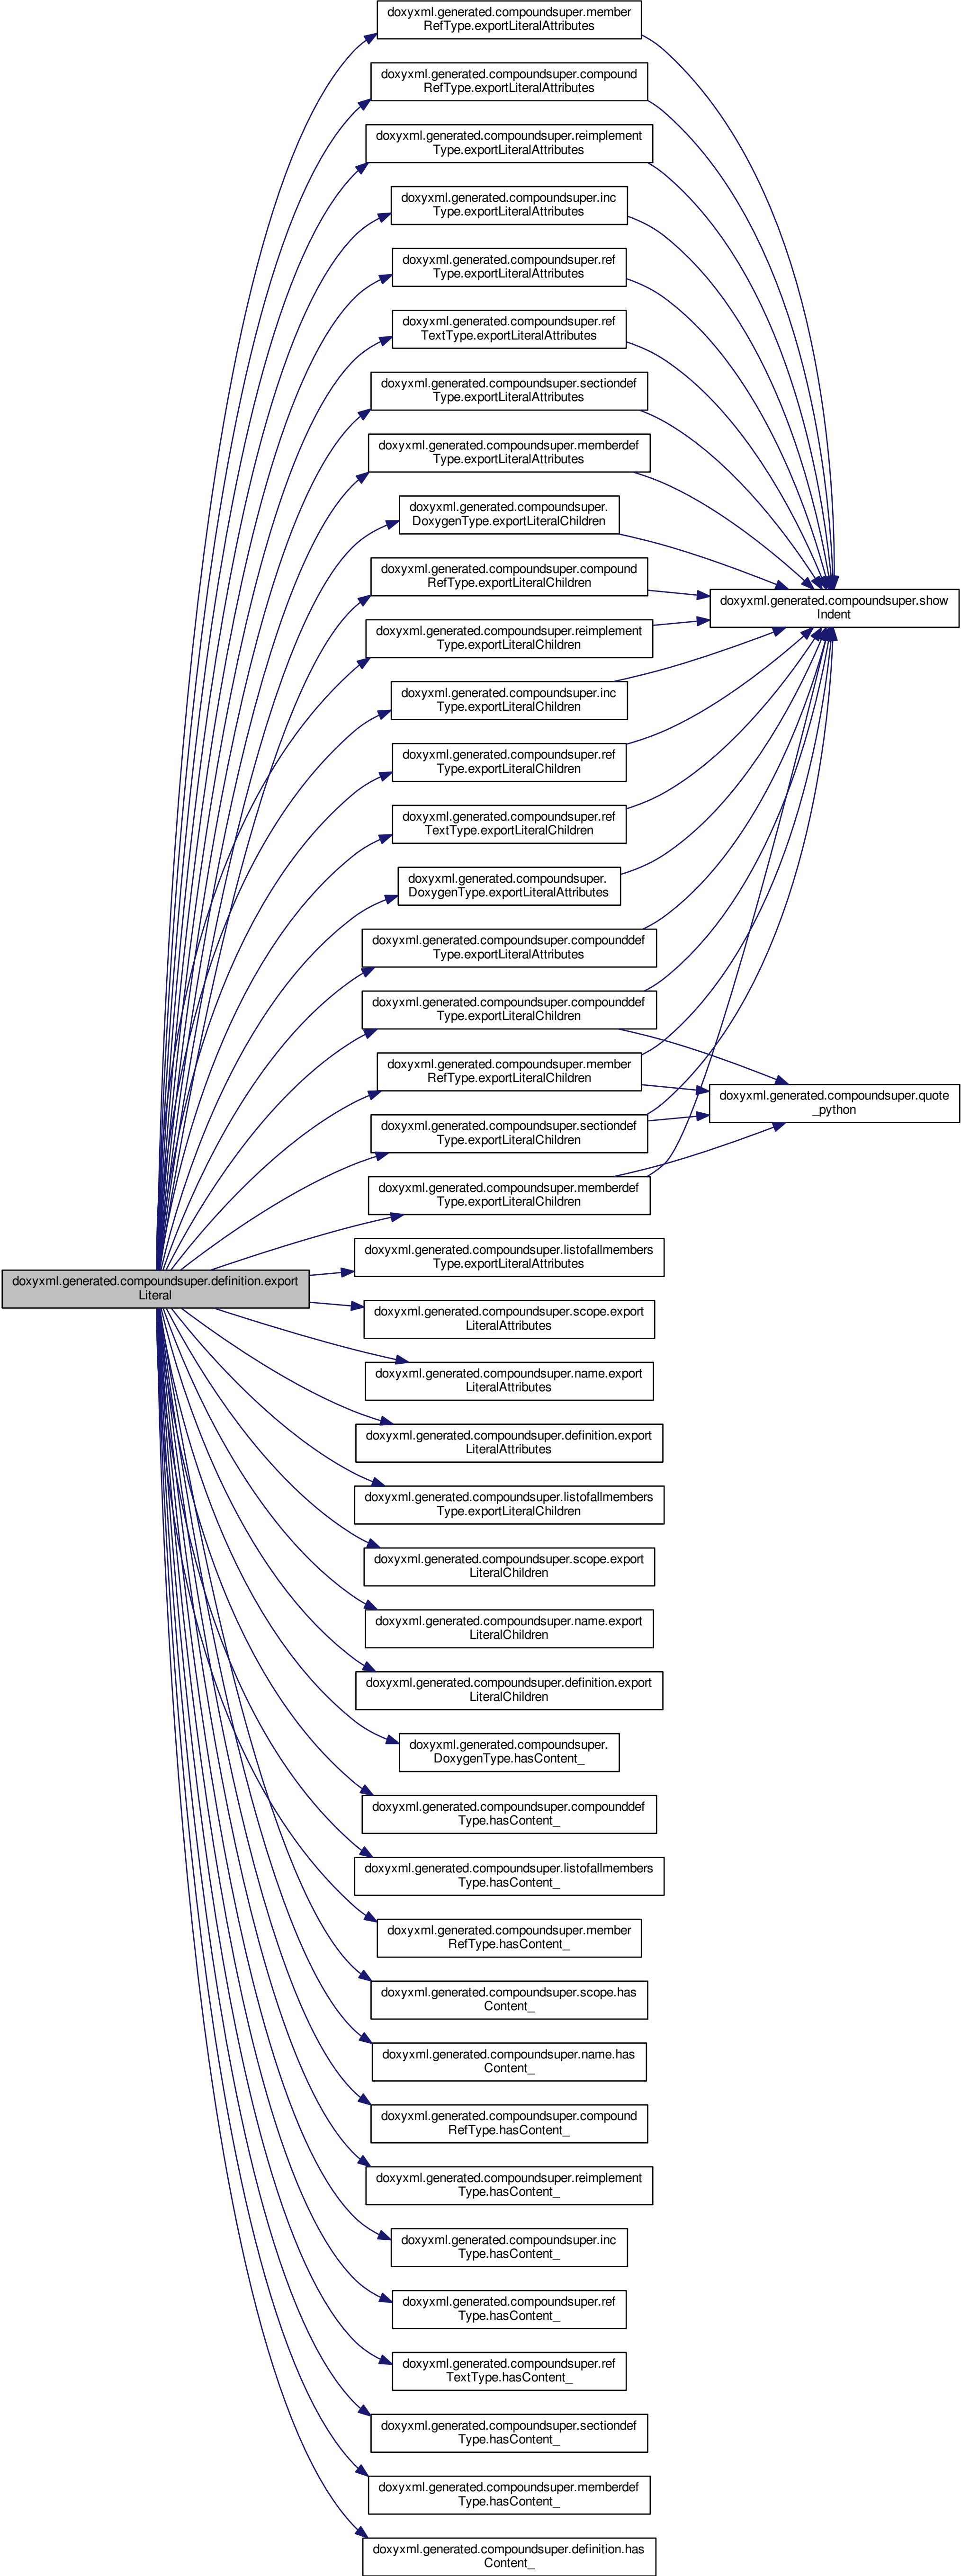 doxyxml.generated.compoundsuper.member
RefType.exportLiteralAttributes
doxyxml.generated.compoundsuper.compound
RefType.exportLiteralAttributes
doxyxml.generated.compoundsuper.reimplement
Type.exportLiteralAttributes
doxyxml.generated.compoundsuper.inc
Type.exportLiteralAttributes
doxyxml.generated.compoundsuper.ref
Type.exportLiteralAttributes
doxyxml.generated.compoundsuper.ref
TextType.exportLiteralAttributes
doxyxml.generated.compoundsuper.sectiondef
Type.exportLiteralAttributes
doxyxml.generated.compoundsuper.memberdef
Type.exportLiteralAttributes
doxyxml.generated.compoundsuper.
DoxygenType.exportLiteralChildren
doxyxml.generated.compoundsuper.compound
RefType.exportLiteralChildren
doxyxml.generated.compoundsuper.show
Indent
doxyxml.generated.compoundsuper.reimplement
Type.exportLiteralChildren
doxyxml.generated.compoundsuper.inc
Type.exportLiteralChildren
doxyxml.generated.compoundsuper.ref
Type.exportLiteralChildren
doxyxml.generated.compoundsuper.ref
TextType.exportLiteralChildren
doxyxml.generated.compoundsuper.
DoxygenType.exportLiteralAttributes
doxyxml.generated.compoundsuper.compounddef
Type.exportLiteralAttributes
doxyxml.generated.compoundsuper.compounddef
Type.exportLiteralChildren
doxyxml.generated.compoundsuper.member
RefType.exportLiteralChildren
doxyxml.generated.compoundsuper.quote
_python
doxyxml.generated.compoundsuper.sectiondef
Type.exportLiteralChildren
doxyxml.generated.compoundsuper.memberdef
Type.exportLiteralChildren
doxyxml.generated.compoundsuper.listofallmembers
Type.exportLiteralAttributes
doxyxml.generated.compoundsuper.definition.export
Literal
doxyxml.generated.compoundsuper.scope.export
LiteralAttributes
doxyxml.generated.compoundsuper.name.export
LiteralAttributes
doxyxml.generated.compoundsuper.definition.export
LiteralAttributes
doxyxml.generated.compoundsuper.listofallmembers
Type.exportLiteralChildren
doxyxml.generated.compoundsuper.scope.export
LiteralChildren
doxyxml.generated.compoundsuper.name.export
LiteralChildren
doxyxml.generated.compoundsuper.definition.export
LiteralChildren
doxyxml.generated.compoundsuper.
DoxygenType.hasContent_
doxyxml.generated.compoundsuper.compounddef
Type.hasContent_
doxyxml.generated.compoundsuper.listofallmembers
Type.hasContent_
doxyxml.generated.compoundsuper.member
RefType.hasContent_
doxyxml.generated.compoundsuper.scope.has
Content_
doxyxml.generated.compoundsuper.name.has
Content_
doxyxml.generated.compoundsuper.compound
RefType.hasContent_
doxyxml.generated.compoundsuper.reimplement
Type.hasContent_
doxyxml.generated.compoundsuper.inc
Type.hasContent_
doxyxml.generated.compoundsuper.ref
Type.hasContent_
doxyxml.generated.compoundsuper.ref
TextType.hasContent_
doxyxml.generated.compoundsuper.sectiondef
Type.hasContent_
doxyxml.generated.compoundsuper.memberdef
Type.hasContent_
doxyxml.generated.compoundsuper.definition.has
Content_